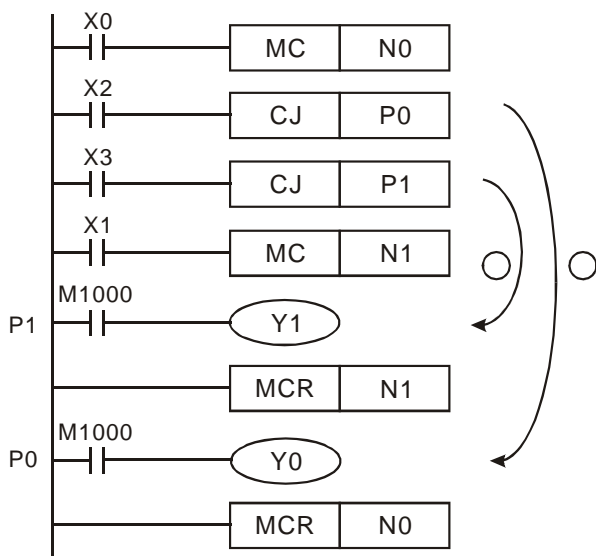 X0
MC N0
X2
CJ P0
X3
CJ P1
X1
MC N1
M1000
P1 Y1
MCR N1
M1000
P0 Y0
MCR N0